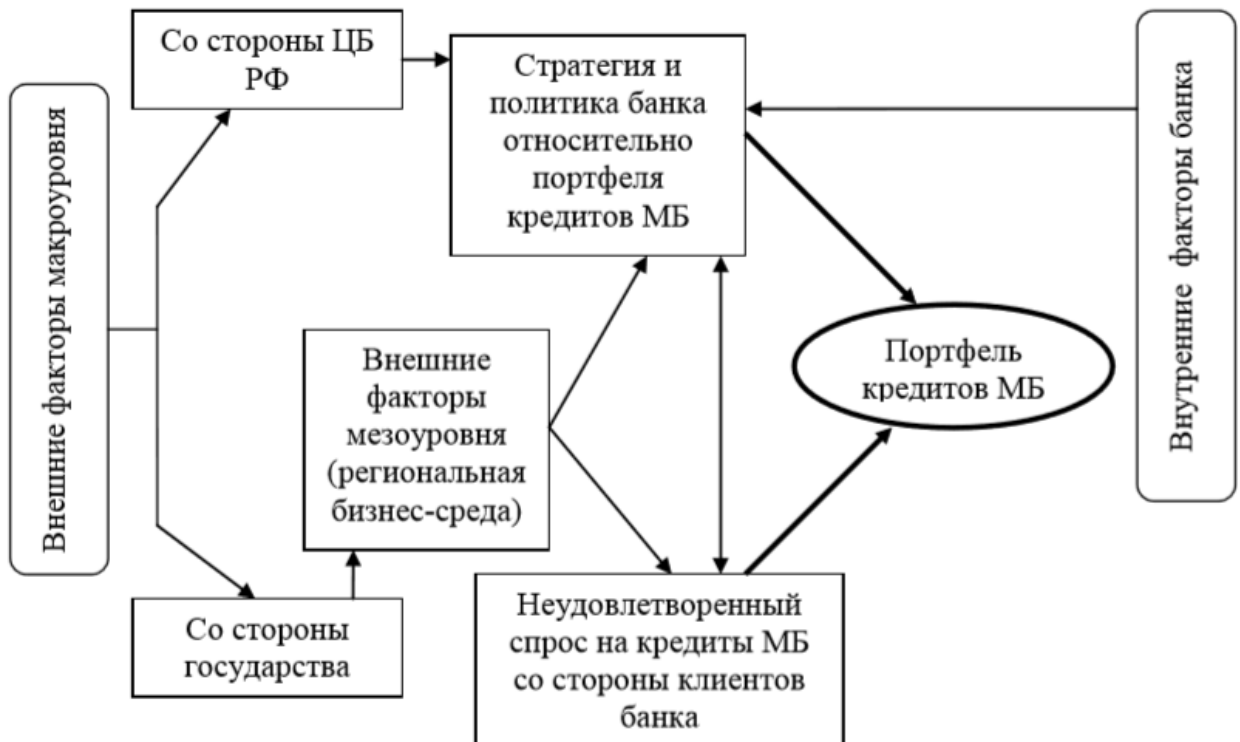 Внешние факторы макроуровня
Со стороны ЦБ
РФ
Стратегия и
политика банка
относительно
портфеля
кредитов МБ
Внутренние факторы банка
Внешние
факторы
мезоуровня
(региональная
бизнес-среда)
Портфель
кредитов МБ
Со стороны
государства
Неудовлетворенный
спрос на кредиты МБ
со стороны клиентов
банка